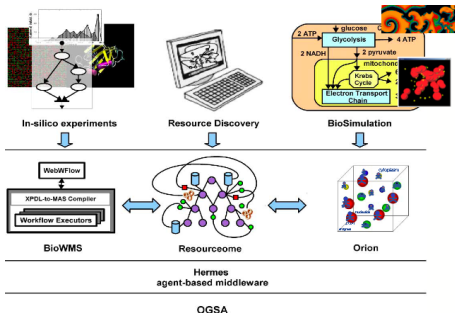 glucose
2 ATP
Glycolysis
4 ATP
2 NADH
2 pyruvate
Krebs
Cycle
Electron Transport
Chain
In-silico experiments
Resource Discovery
BioSimulation
WebWFlow
XPDL-to-MAS Compiler
Workflow Executors
BioWMS
Resourceome
Orion
Hermes
agent-based middleware
OGSA